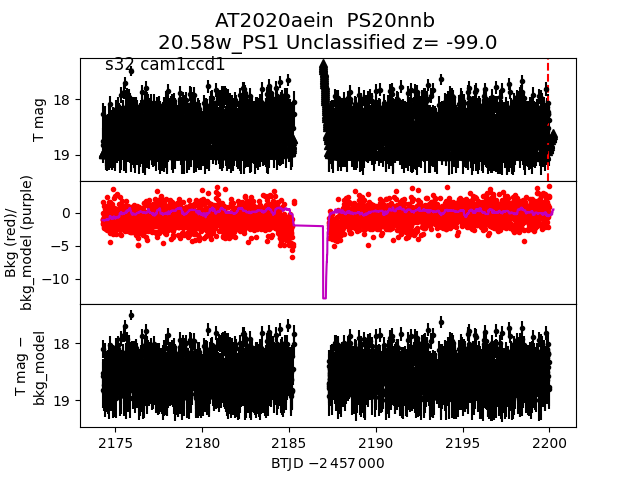 AT2020aein PS20nnb
20.58w_PS1 Unclassified z= -99.0
s32 cam1ccd1
T mag
18
19
Bkg (red)/
bkg_model (purple)
0
−5
−10
T mag −
bkg_model
18
19
2175 2180 2185 2190 2195 2200
BTJD −2 457 000